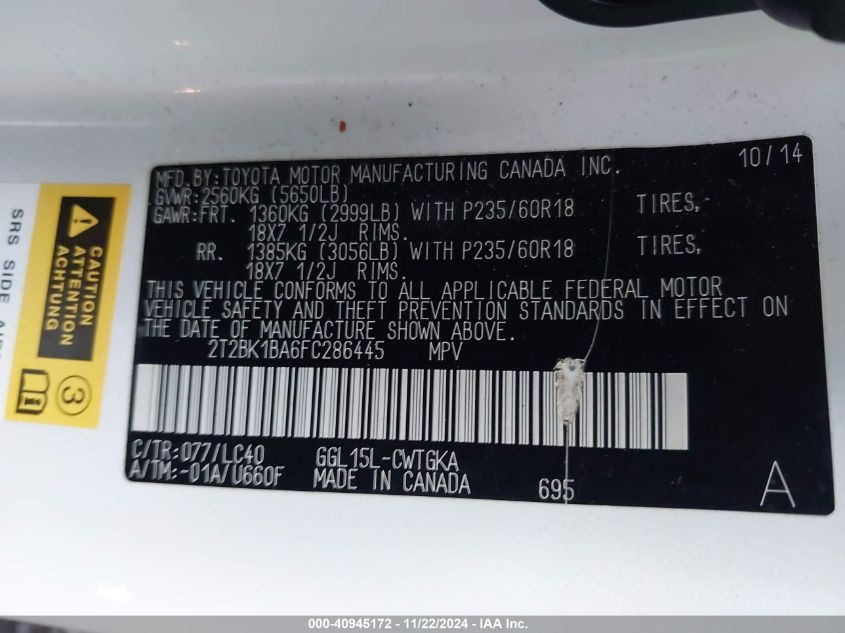 MFD. BY: TOYOTA MOTOR MANUFACTURING CANADA INC. 10/14
GVWR: 2560KG (5650LB)
GAWR: FRT. 1360KG (2999LB) WITH P235/60R18 TIRES,
18X7 1/2J RIMS.
RR. 1385KG (3056LB) WITH P235/60R18 TIRES,
18X7 1/2J RIMS.
THIS VEHICLE CONFORMS TO ALL APPLICABLE FEDERAL MOTOR
VEHICLE SAFETY AND THEFT PREVENTION STANDARDS IN EFFECT ON
THE DATE OF MANUFACTURE SHOWN ABOVE.
2T2BK1BA6FC286445 MPV
C/TR: 077/LC40 GGL15L-CWTGKA
A/TM: -01A/U660F MADE IN CANADA 695 A
CAUTION
ATTENTION
ACHTUNG
3
SRS SIDE
000-40945172 - 11/22/2024 - IAA Inc.